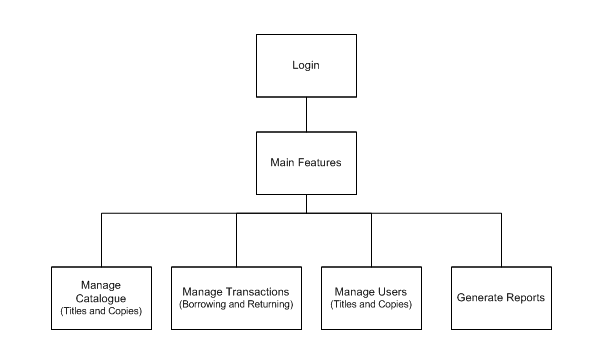 Login
Main Features
Manage
Catalogue
(Titles and Copies)
Manage Transactions
(Borrowing and Returning)
Manage Users
(Titles and Copies)
Generate Reports